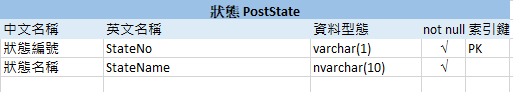 狀態 PostState
中文名稱 英文名稱 資料型態 not null 索引鍵
狀態編號 StateNo varchar(1) √ PK
狀態名稱 StateName nvarchar(10) √